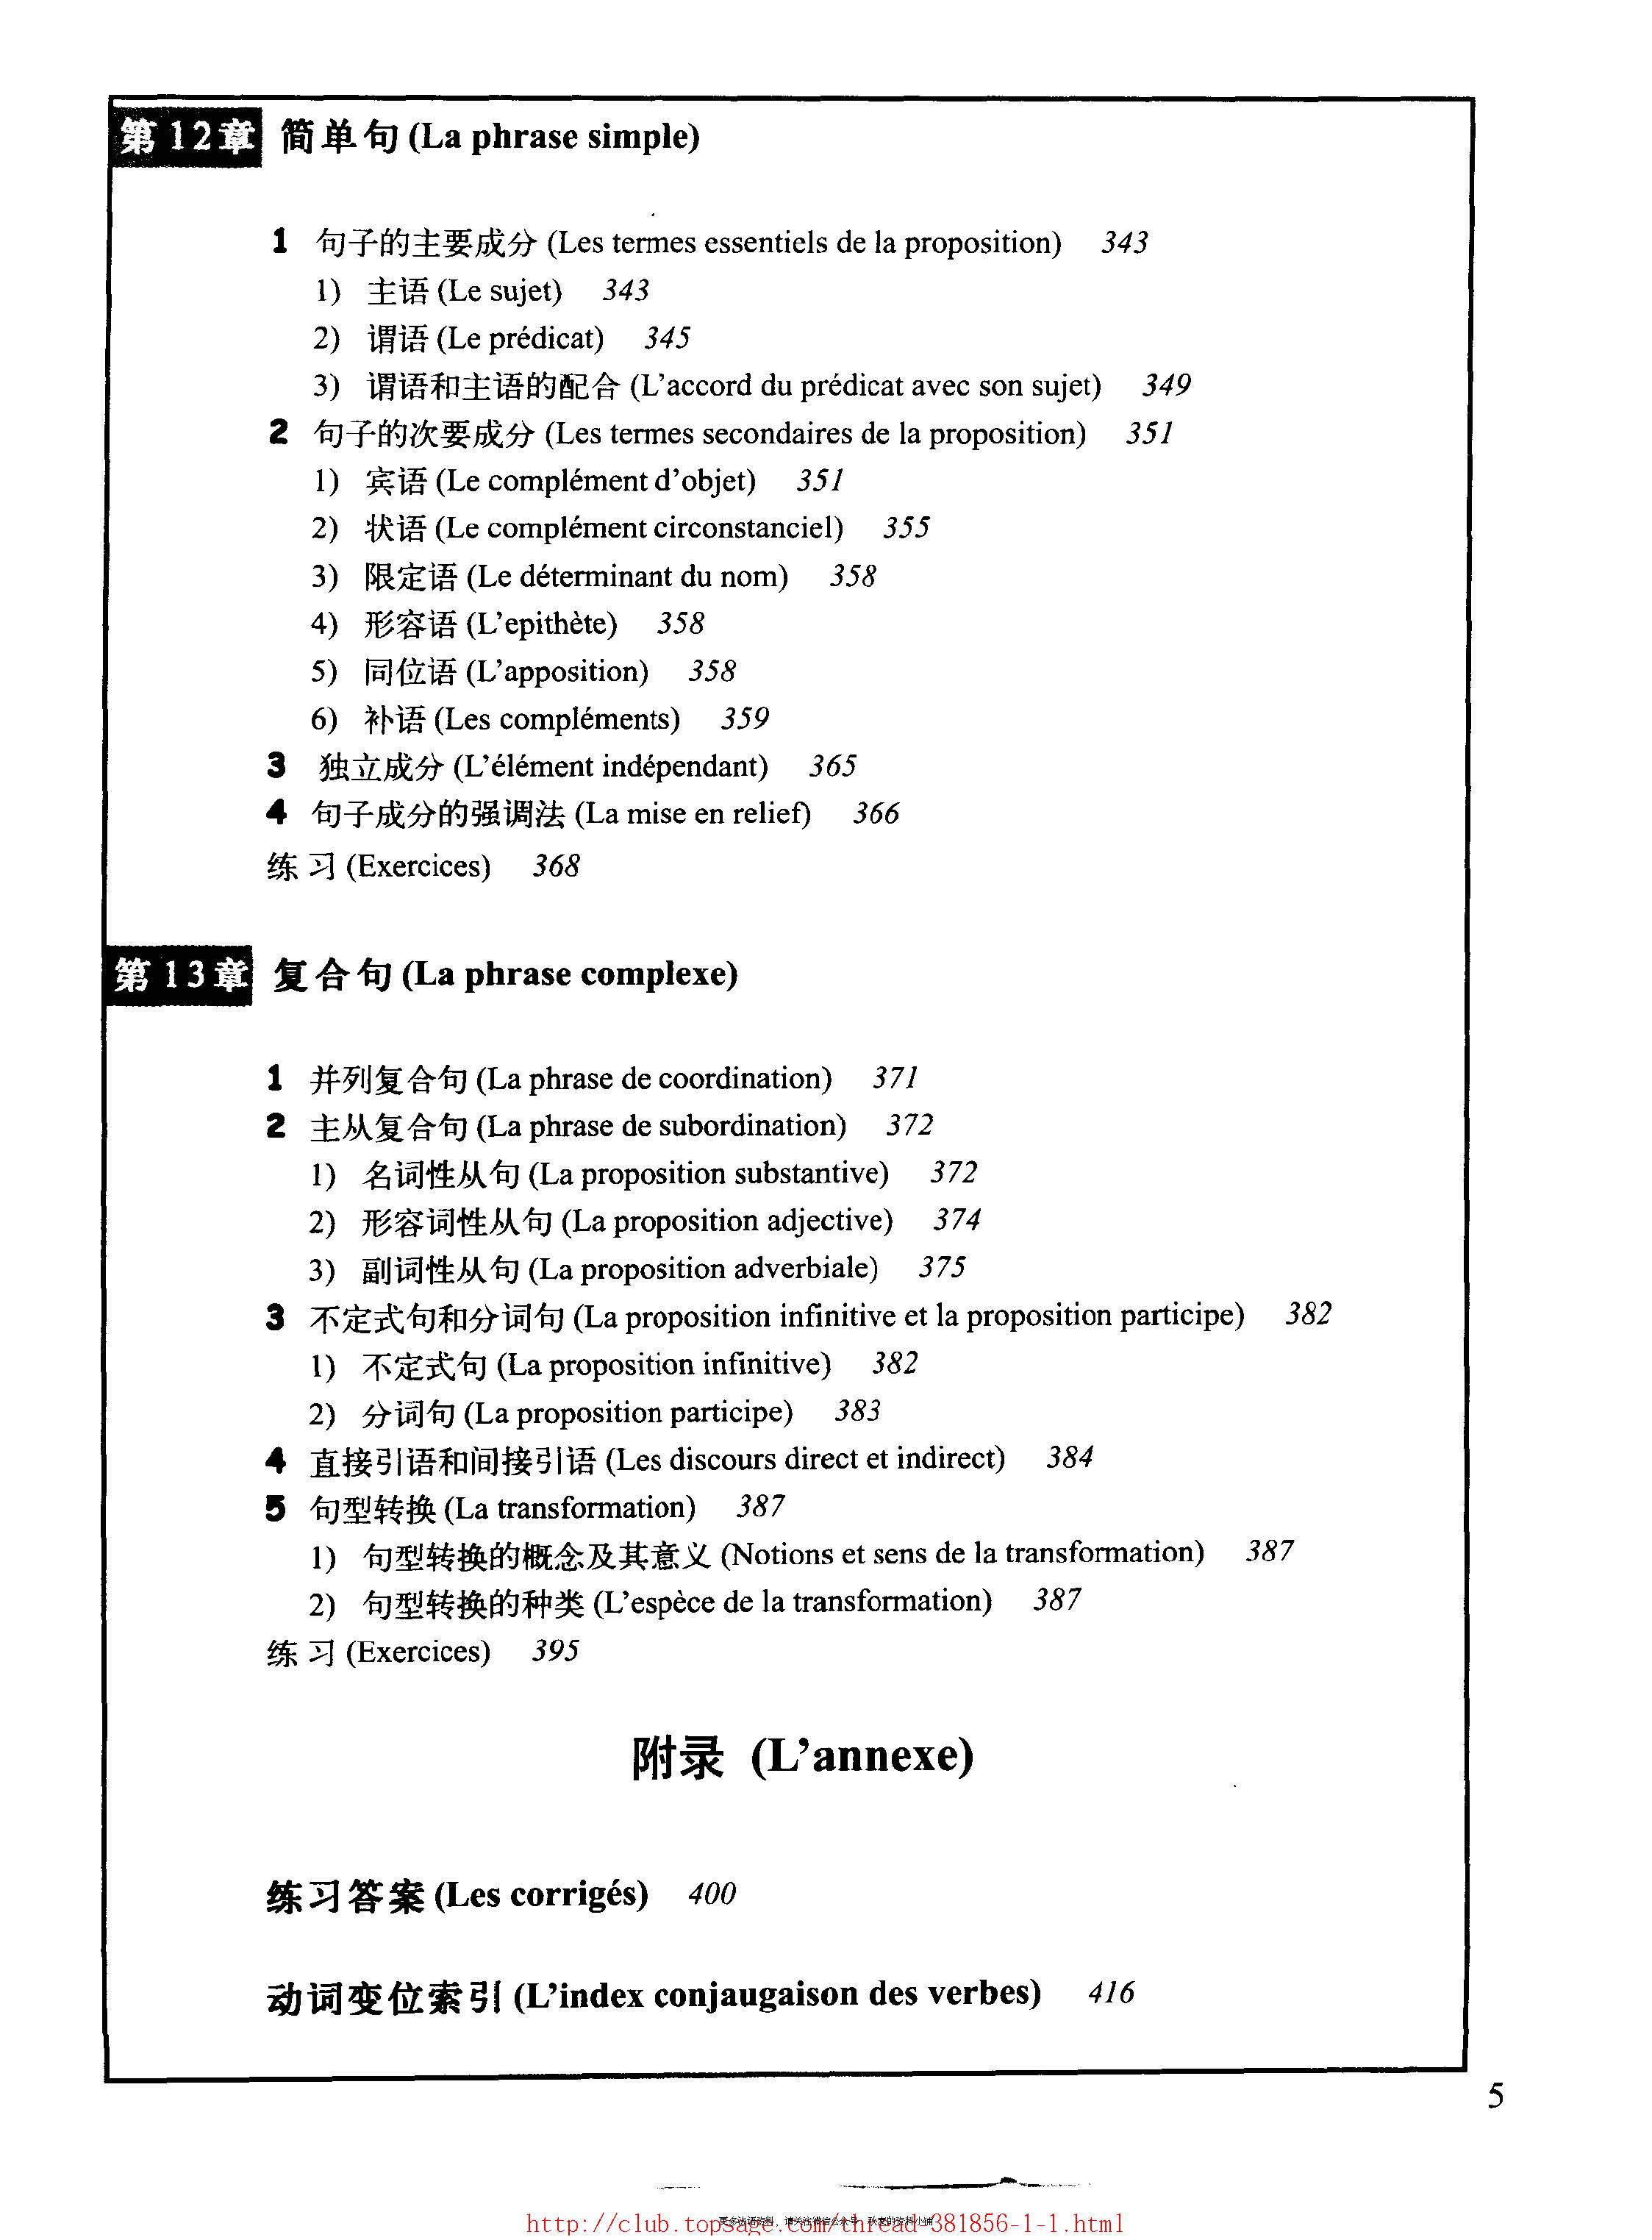 第12章 简单句 (La phrase simple)
1 句子的主要成分 (Les termes essentiels de la proposition) 343
1) 主语 (Le sujet) 343
2) 谓语 (Le prédicat) 345
3) 谓语和主语的配合 (L'accord du prédicat avec son sujet) 349
2 句子的次要成分 (Les termes secondaires de la proposition) 351
1) 宾语 (Le complément d'objet) 351
2) 状语 (Le complément circonstanciel) 355
3) 限定语 (Le déterminant du nom) 358
4) 形容语 (L'epithète) 358
5) 同位语 (L'apposition) 358
6) 补语 (Les compléments) 359
3 独立成分 (L'élément indépendant) 365
4 句子成分的强调法 (La mise en relief) 366
练习 (Exercices) 368
第13章 复合句 (La phrase complexe)
1 并列复合句 (La phrase de coordination) 371
2 主从复合句 (La phrase de subordination) 372
1) 名词性从句 (La proposition substantive) 372
2) 形容词性从句 (La proposition adjective) 374
3) 副词性从句 (La proposition adverbiale) 375
3 不定式句和分词句 (La proposition infinitive et la proposition participe) 382
1) 不定式句 (La proposition infinitive) 382
2) 分词句 (La proposition participe) 383
4 直接引语和间接引语 (Les discours direct et indirect) 384
5 句型转换 (La transformation) 387
1) 句型转换的概念及其意义 (Notions et sens de la transformation) 387
2) 句型转换的种类 (L'espèce de la transformation) 387
练习 (Exercices) 395
附录 (L'annexe)
练习答案 (Les corrigés) 400
动词变位索引 (L'index conjaugaison des verbes) 416
5
http://club.topsage.com/thread-381856-1-1.html